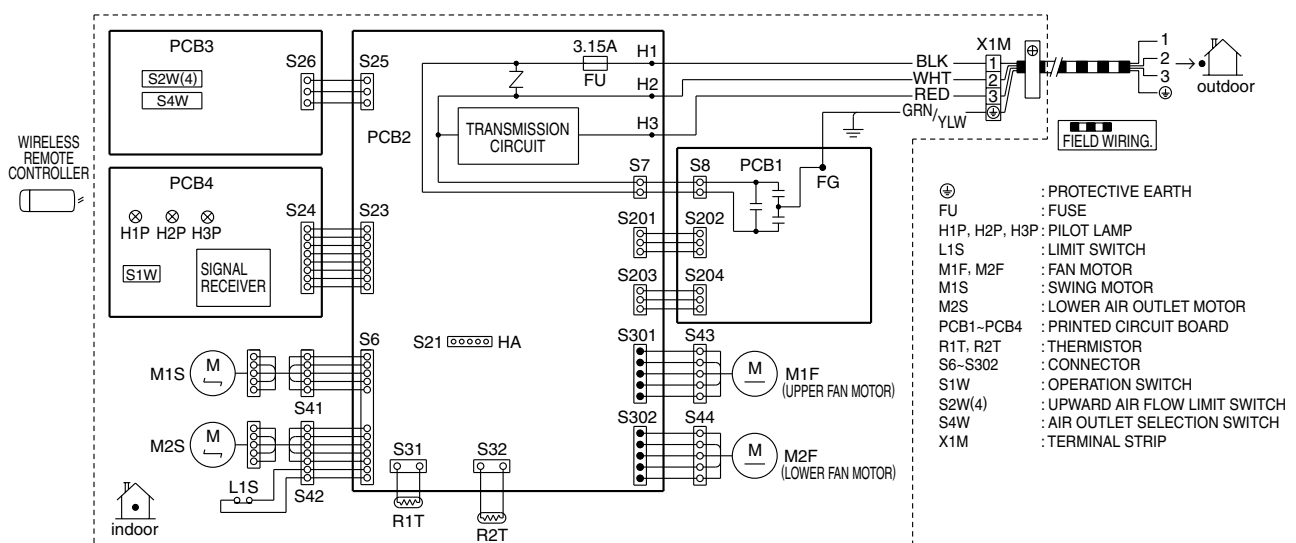 PCB3
S2W(4)
S4W
S26
S25
3.15A
FU
H1
H2
H3
BLK
WHT
RED
GRN/YLW
X1M
1
2
3
1
2
3
outdoor
FIELD WIRING.
WIRELESS
REMOTE
CONTROLLER
PCB2
TRANSMISSION
CIRCUIT
PCB4
H1P H2P H3P
S1W
SIGNAL
RECEIVER
S24
S23
S7
S8
PCB1
FG
S201
S202
S203
S204
S21
HA
S6
M1S
M
S41
M2S
M
S42
L1S
indoor
S31
R1T
S32
R2T
S301
S43
M
M1F
(UPPER FAN MOTOR)
S302
S44
M
M2F
(LOWER FAN MOTOR)
: PROTECTIVE EARTH
FU : FUSE
H1P, H2P, H3P : PILOT LAMP
L1S : LIMIT SWITCH
M1F, M2F : FAN MOTOR
M1S : SWING MOTOR
M2S : LOWER AIR OUTLET MOTOR
PCB1~PCB4 : PRINTED CIRCUIT BOARD
R1T, R2T : THERMISTOR
S6~S302 : CONNECTOR
S1W : OPERATION SWITCH
S2W(4) : UPWARD AIR FLOW LIMIT SWITCH
S4W : AIR OUTLET SELECTION SWITCH
X1M : TERMINAL STRIP